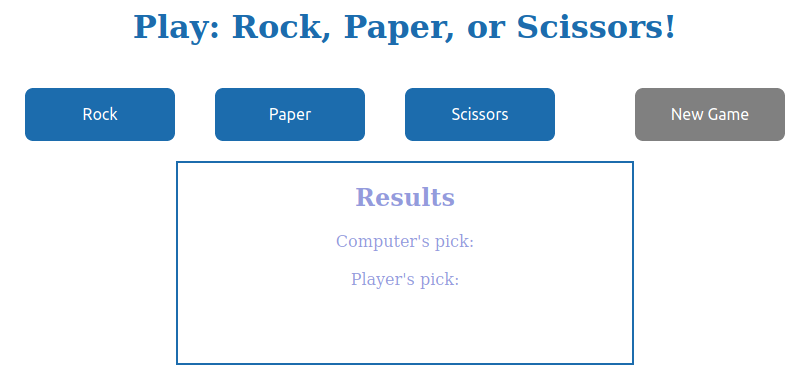 Play: Rock, Paper, or Scissors!
Rock
Paper
Scissors
New Game
Results
Computer's pick:
Player's pick: